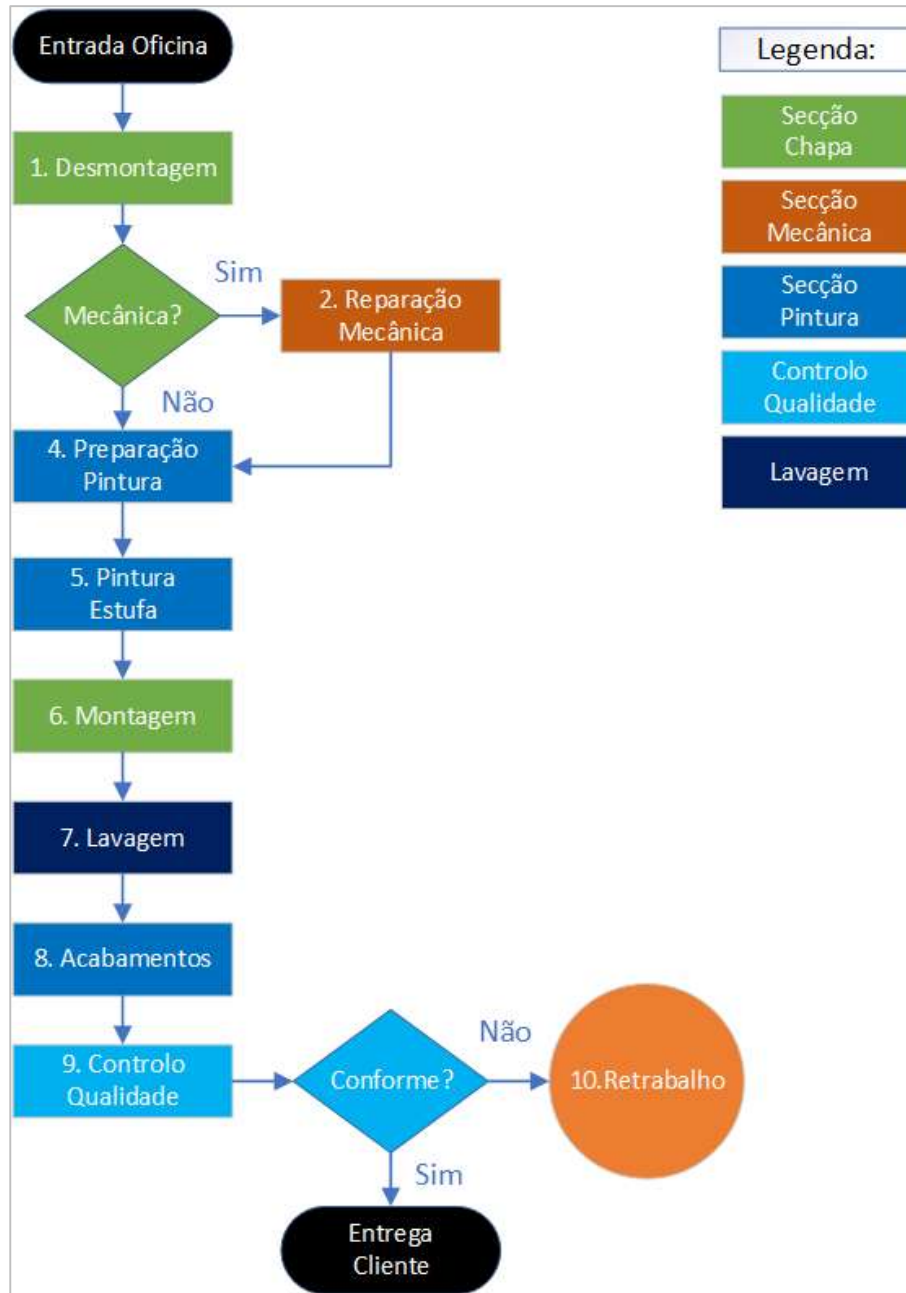 Entrada Oficina
Legenda:
Secção
Chapa
1. Desmontagem
Secção
Mecânica
Sim
Mecânica?
2. Reparação
Mecânica
Secção
Pintura
Não
Controlo
Qualidade
4. Preparação
Pintura
Lavagem
5. Pintura
Estufa
6. Montagem
7. Lavagem
8. Acabamentos
9. Controlo
Qualidade
Conforme?
Não
10.Retrabalho
Sim
Entrega
Cliente